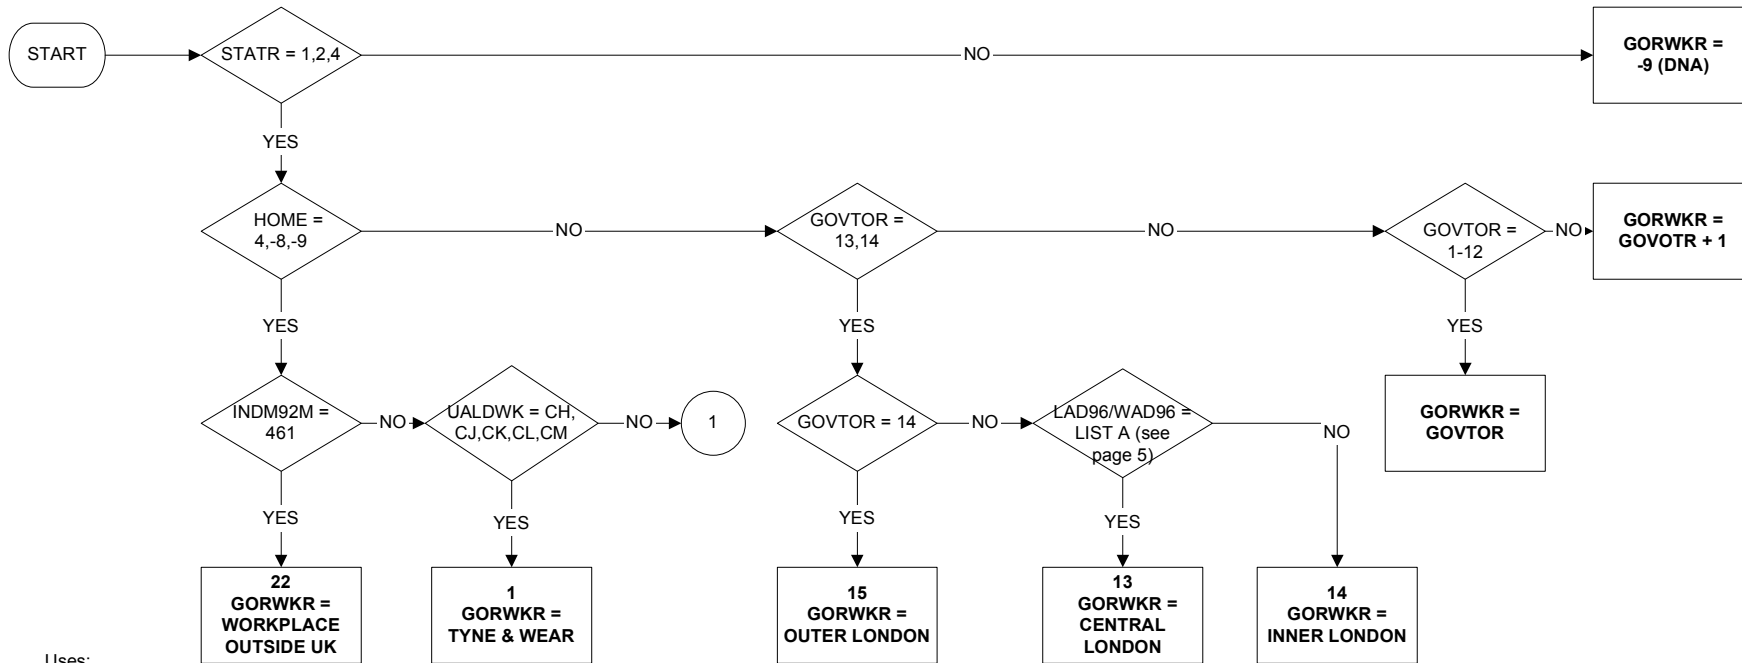 START
STATR = 1,2,4
NO
GORWKR =
-9 (DNA)
YES
HOME =
4,-8,-9
NO
GOVTOR =
13,14
NO
GOVTOR =
1-12
NO
GORWKR =
GOVOTR + 1
YES
YES
YES
INDM92M =
461
NO
UALDWK = CH,
CJ,CK,CL,CM
NO
1
GOVTOR = 14
NO
LAD96/WAD96 =
LIST A (see
page 5)
NO
GORWKR =
GOVTOR
YES
YES
YES
YES
22
GORWKR =
WORKPLACE
OUTSIDE UK
1
GORWKR =
TYNE & WEAR
15
GORWKR =
OUTER LONDON
13
GORWKR =
CENTRAL
LONDON
14
GORWKR =
INNER LONDON
Uses: